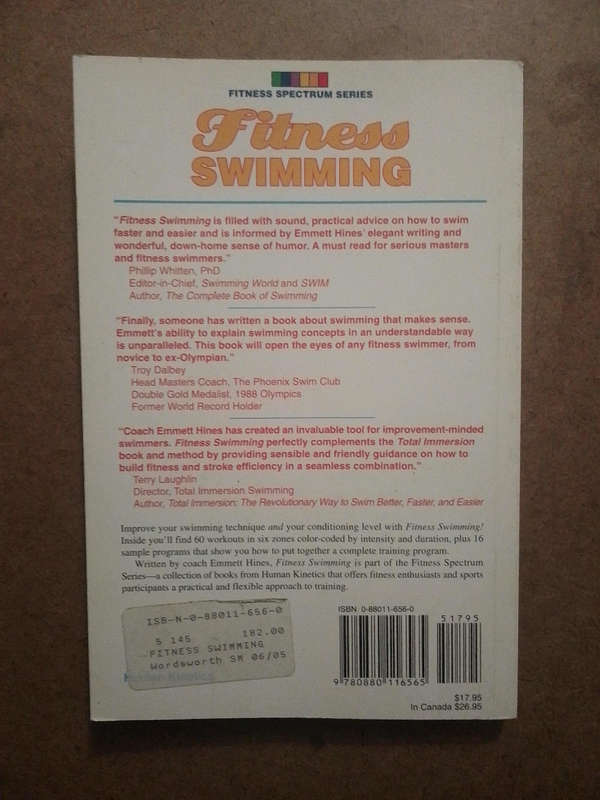 FITNESS SPECTRUM SERIES
Fitness
SWIMMING
"Fitness Swimming is filled with sound, practical advice on how to swim
faster and easier and is informed by Emmett Hines' elegant writing and
wonderful, down-home sense of humor. A must read for serious masters
and fitness swimmers."
Phillip Whitten, PhD
Editor-in-Chief, Swimming World and SWIM
Author, The Complete Book of Swimming
"Finally, someone has written a book about swimming that makes sense.
Emmett's ability to explain swimming concepts in an understandable way
is unparalleled. This book will open the eyes of any fitness swimmer, from
novice to ex-Olympian."
Troy Dalbey
Head Masters Coach, The Phoenix Swim Club
Double Gold Medalist, 1988 Olympics
Former World Record Holder
"Coach Emmett Hines has created an invaluable tool for improvement-minded
swimmers. Fitness Swimming perfectly complements the Total Immersion
book and method by providing sensible and friendly guidance on how to
build fitness and stroke efficiency in a seamless combination."
Terry Laughlin
Director, Total Immersion Swimming
Author, Total Immersion: The Revolutionary Way to Swim Better, Faster, and Easier
Improve your swimming technique and your conditioning level with Fitness Swimming!
Inside you'll find 60 workouts in six zones color-coded by intensity and duration, plus 16
sample programs that show you how to put together a complete training program.
Written by coach Emmett Hines, Fitness Swimming is part of the Fitness Spectrum
Series—a collection of books from Human Kinetics that offers fitness enthusiasts and sports
participants a practical and flexible approach to training.
ISB-N-0-88011-656-0
5 145 182.00
FITNESS SWIMMING
Wordsworth SM 06/05
Human Kinetics
ISBN: 0-88011-656-0
51795
9 780880 116565
$17.95
In Canada $26.95